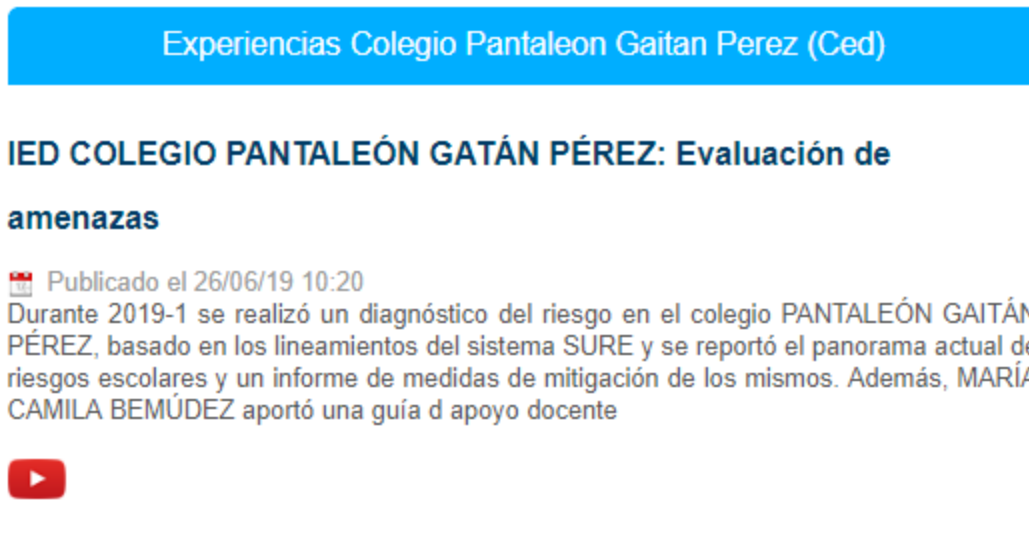 Experiencias Colegio Pantaleon Gaitan Perez (Ced)
IED COLEGIO PANTALEÓN GATÁN PÉREZ: Evaluación de
amenazas
Publicado el 26/06/19 10:20
Durante 2019-1 se realizó un diagnóstico del riesgo en el colegio PANTALEÓN GAITÁN
PÉREZ, basado en los lineamientos del sistema SURE y se reportó el panorama actual de
riesgos escolares y un informe de medidas de mitigación de los mismos. Además, MARÍA
CAMILA BEMÚDEZ aportó una guía d apoyo docente